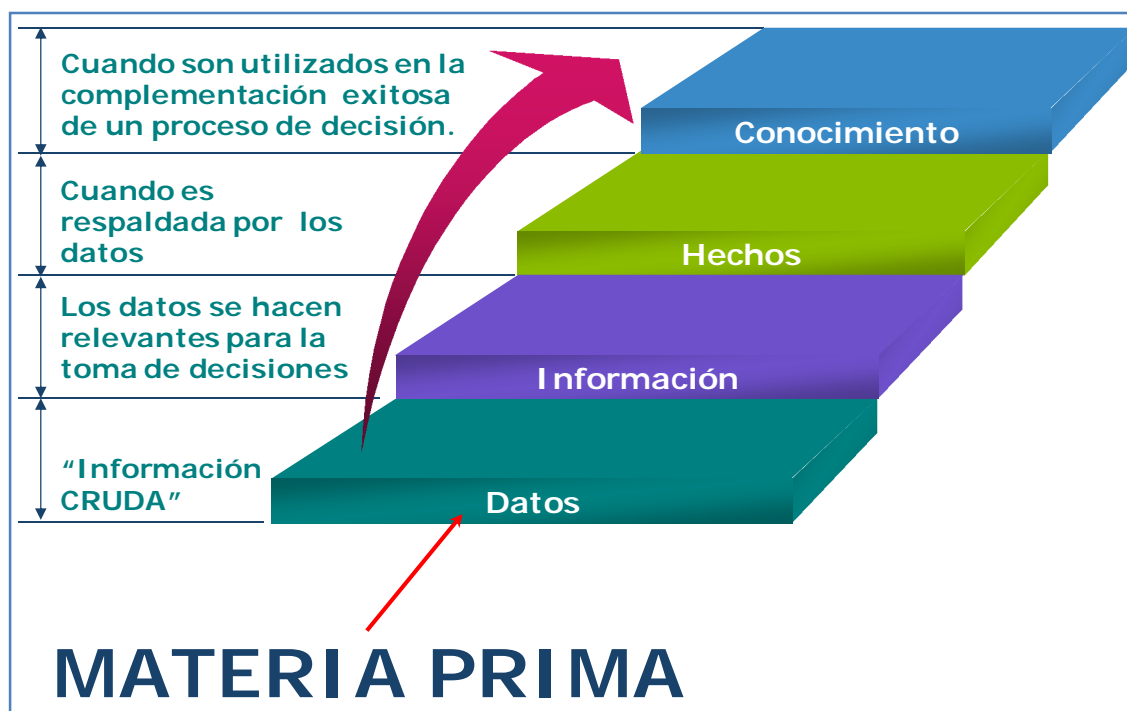 Cuando son utilizados en la
complementación exitosa
de un proceso de decisión.
Conocimiento
Cuando es
respaldada por los
datos
Hechos
Los datos se hacen
relevantes para la
toma de decisiones
Información
“Información
CRUDA”
Datos
MATERIA PRIMA